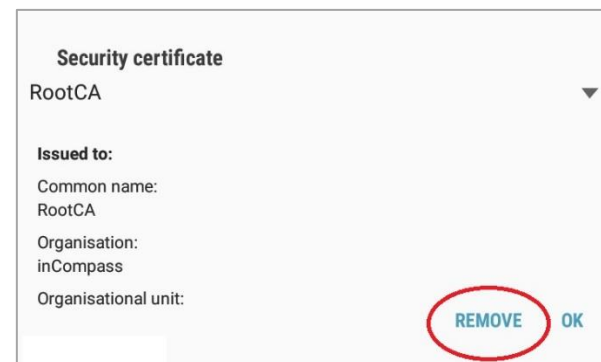 Security certificate
RootCA
Issued to:
Common name:
RootCA
Organisation:
inCompass
Organisational unit:
REMOVE OK